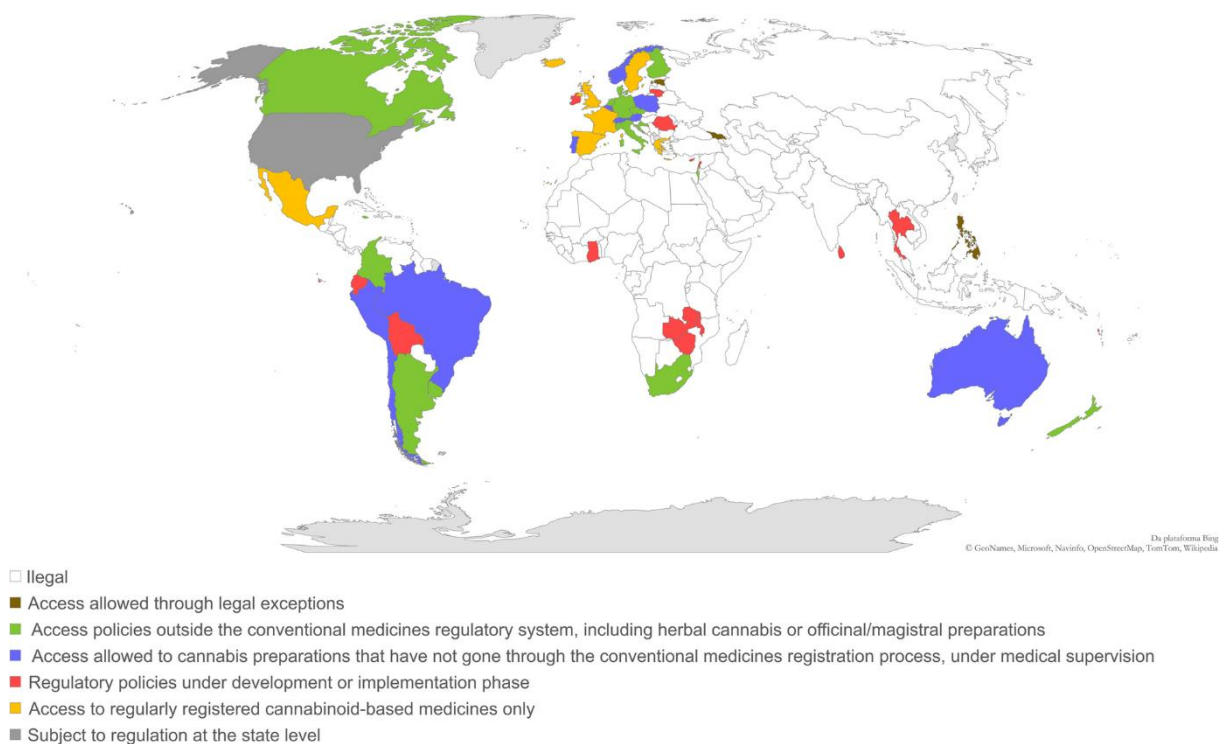 Da plataforma Bing
© GeoNames, Microsoft, Navinfo, OpenStreetMap, TomTom, Wikipedia
Ilegal
Access allowed through legal exceptions
Access policies outside the conventional medicines regulatory system, including herbal cannabis or officinal/magistral preparations
Access allowed to cannabis preparations that have not gone through the conventional medicines registration process, under medical supervision
Regulatory policies under development or implementation phase
Access to regularly registered cannabinoid-based medicines only
Subject to regulation at the state level